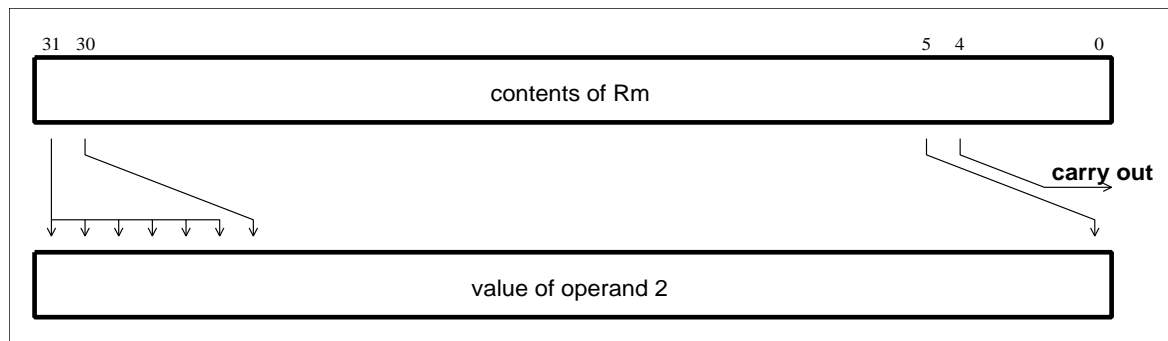 31 30 5 4 0
contents of Rm
carry out
value of operand 2